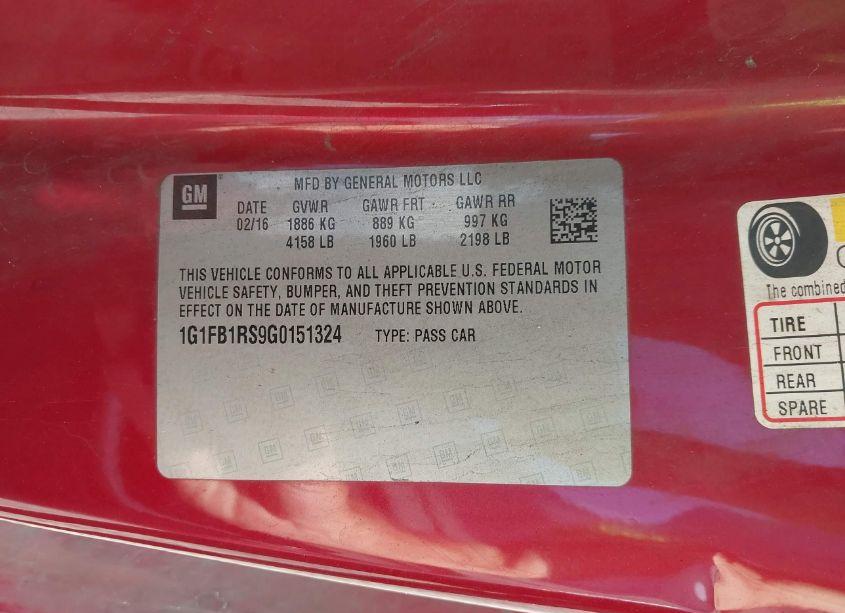 GM
MFD BY GENERAL MOTORS LLC
DATE GVWR GAWR FRT GAWR RR
02/16 1886 KG 889 KG 997 KG
4158 LB 1960 LB 2198 LB
THIS VEHICLE CONFORMS TO ALL APPLICABLE U.S. FEDERAL MOTOR
VEHICLE SAFETY, BUMPER, AND THEFT PREVENTION STANDARDS IN
EFFECT ON THE DATE OF MANUFACTURE SHOWN ABOVE.
1G1FB1RS9G0151324 TYPE: PASS CAR
The combined
TIRE
FRONT
REAR
SPARE